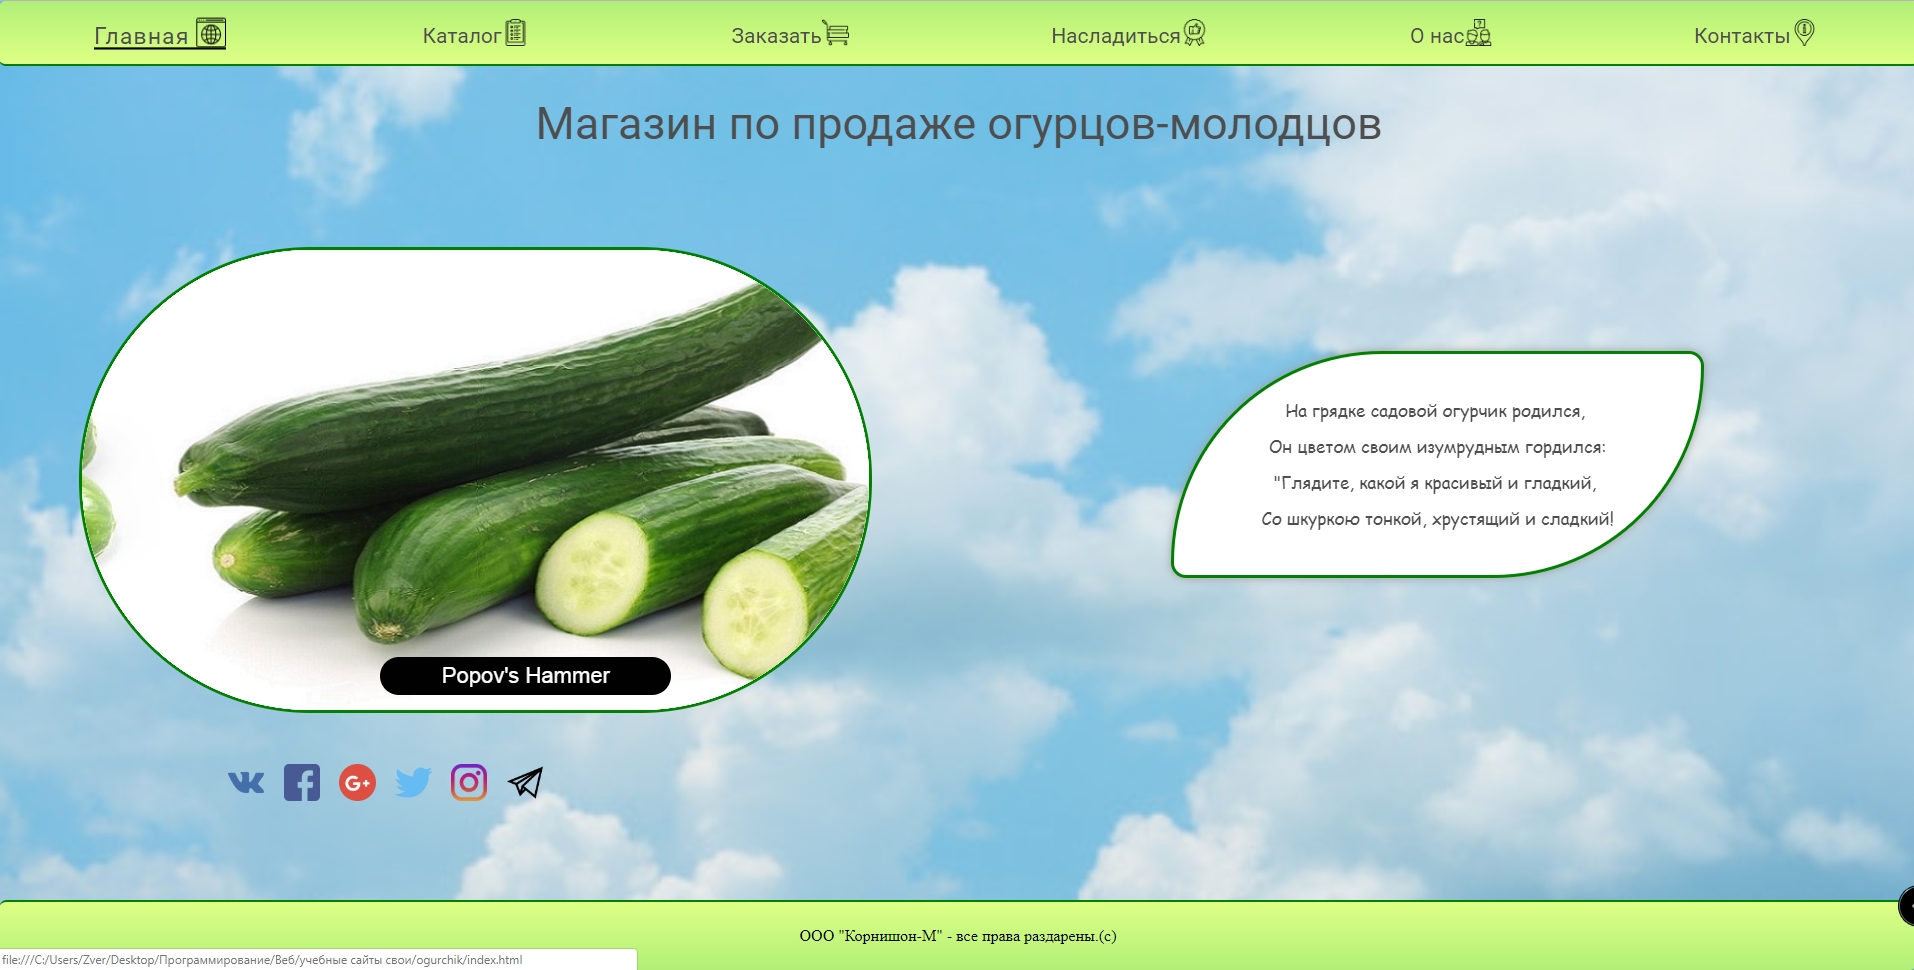 Главная
Каталог
Заказать
Насладиться
О нас
Контакты
Магазин по продаже огурцов-молодцов
На грядке садовой огурчик родился,
Он цветом своим изумрудным гордился:
"Глядите, какой я красивый и гладкий,
Со шкуркою тонкой, хрустящий и сладкий!
Popov's Hammer
ООО "Корнишон-М" - все права раздарены.(с)
file:///C:/Users/Zver/Desktop/Программирование/Веб/учебные сайты свои/ogurchik/index.html